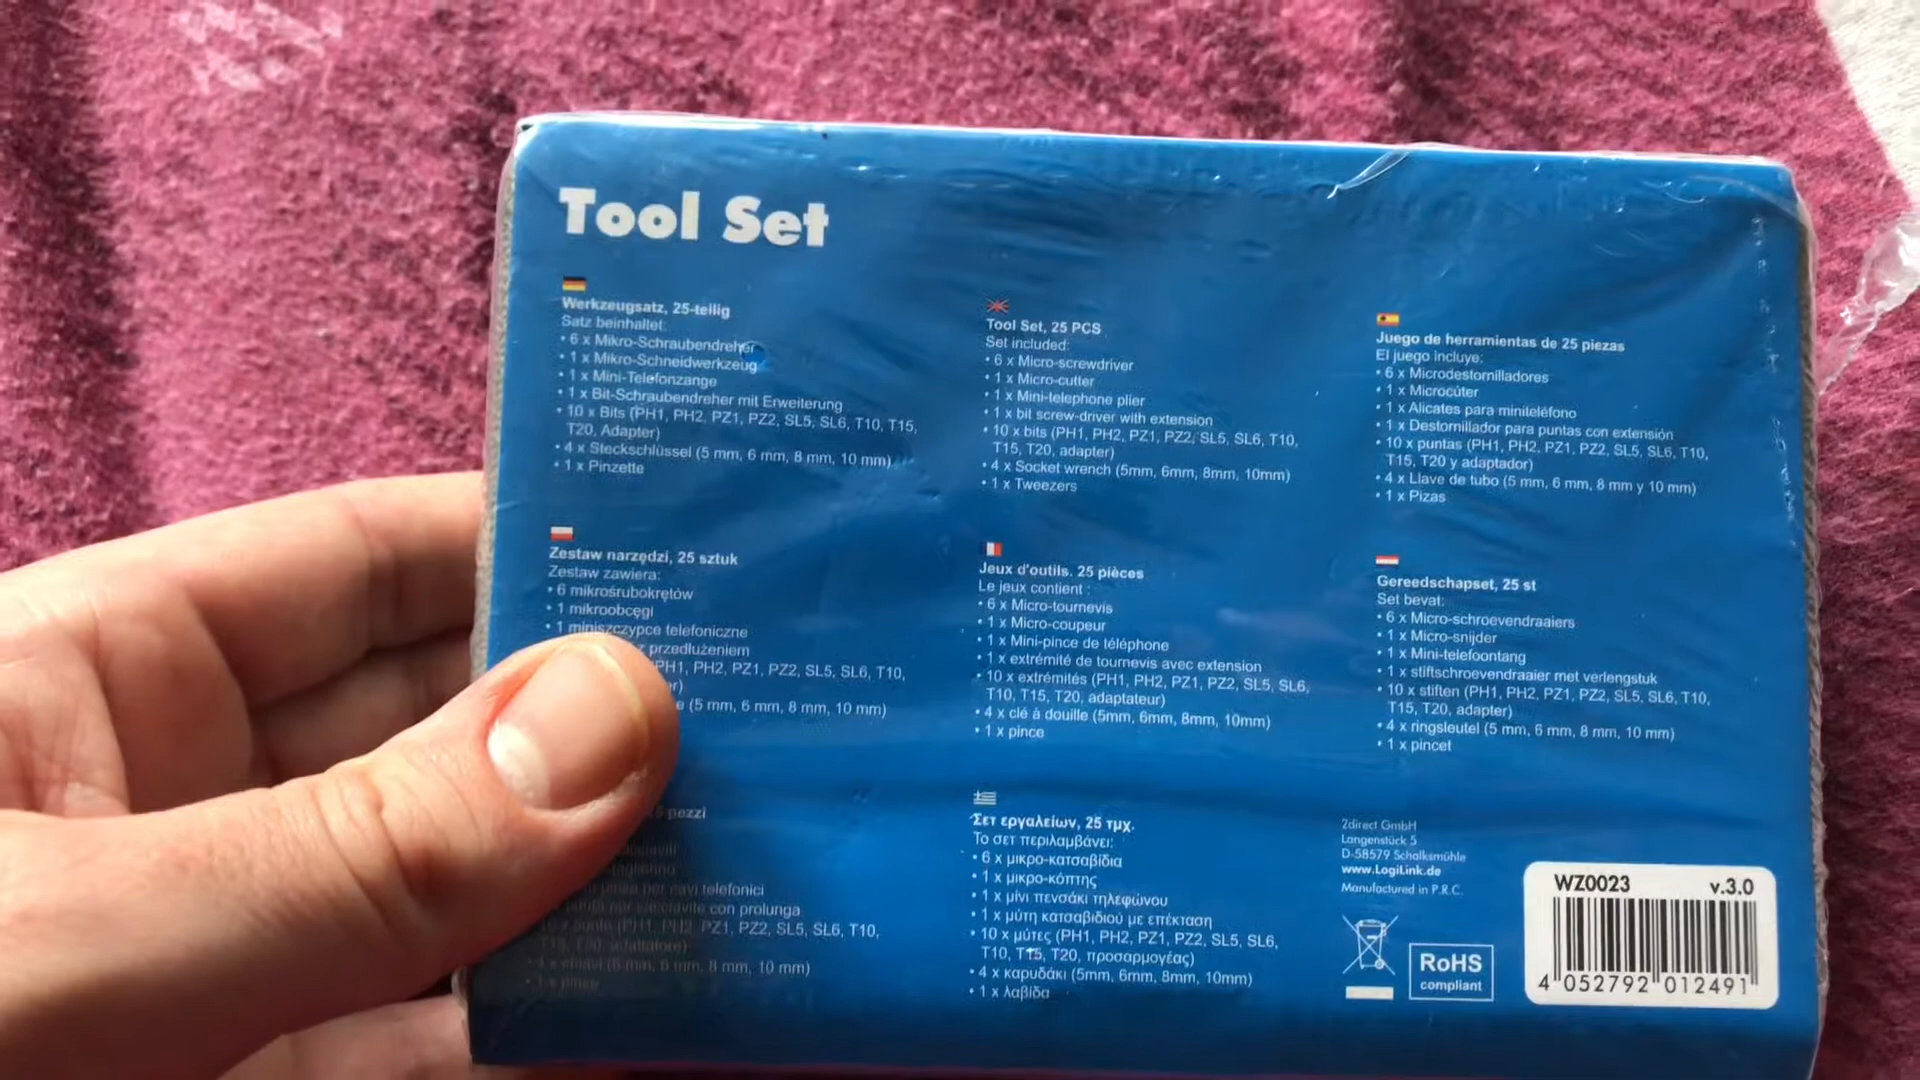 Tool Set
Werkzeugsatz, 25-teilig
Satz beinhaltet:
• 6 x Mikro-Schraubendreher
• 1 x Mikro-Schneidwerkzeug
• 1 x Mini-Telefonzange
• 1 x Bit-Schraubendreher mit Erweiterung
• 10 x Bits (PH1, PH2, PZ1, PZ2, SL5, SL6, T10, T15,
T20, Adapter)
• 4 x Steckschlüssel (5 mm, 6 mm, 8 mm, 10 mm)
• 1 x Pinzette
Tool Set, 25 PCS
Set included:
• 6 x Micro-screwdriver
• 1 x Micro-cutter
• 1 x Mini-telephone plier
• 1 x bit screw-driver with extension
• 10 x bits (PH1, PH2, PZ1, PZ2, SL5, SL6, T10,
T15, T20, adapter)
• 4 x Socket wrench (5mm, 6mm, 8mm, 10mm)
• 1 x Tweezers
Juego de herramientas de 25 piezas
El juego incluye:
• 6 x Microdestornilladores
• 1 x Microcúter
• 1 x Alicates para miniteléfono
• 1 x Destornillador para puntas con extensión
• 10 x puntas (PH1, PH2, PZ1, PZ2, SL5, SL6, T10,
T15, T20 y adaptador)
• 4 x Llave de tubo (5 mm, 6 mm, 8 mm y 10 mm)
• 1 x Pizas
Zestaw narzędzi, 25 sztuk
Zestaw zawiera:
• 6 mikrośrubokrętów
• 1 mikroobcęgi
• 1 miniszczypce telefoniczne
z przedłużeniem
PH1, PH2, PZ1, PZ2, SL5, SL6, T10,
(5 mm, 6 mm, 8 mm, 10 mm)
Jeux d'outils. 25 pièces
Le jeux contient :
• 6 x Micro-tournevis
• 1 x Micro-coupeur
• 1 x Mini-pince de téléphone
• 1 x extrémité de tournevis avec extension
• 10 x extrémités (PH1, PH2, PZ1, PZ2, SL5, SL6,
T10, T15, T20, adaptateur)
• 4 x clé à douille (5mm, 6mm, 8mm, 10mm)
• 1 x pince
Gereedschapset, 25 st
Set bevat:
• 6 x Micro-schroevendraaiers
• 1 x Micro-snijder
• 1 x Mini-telefoontang
• 1 x stiftschroevendraaier met verlengstuk
• 10 x stiften (PH1, PH2, PZ1, PZ2, SL5, SL6, T10,
T15, T20, adapter)
• 4 x ringsleutel (5 mm, 6 mm, 8 mm, 10 mm)
• 1 x pincet
pezzi
per cavi telefonici
con prolunga
(PH1, PH2, PZ1, PZ2, SL5, SL6, T10,
T15, T20, adattatore)
(5 mm, 6 mm, 8 mm, 10 mm)
Σετ εργαλείων, 25 τμχ.
Το σετ περιλαμβάνει:
• 6 x μικρο-κατσαβίδια
• 1 x μικρο-κόπτης
• 1 x μίνι πενσάκι τηλεφώνου
• 1 x μύτη κατσαβιδιού με επέκταση
• 10 x μύτες (PH1, PH2, PZ1, PZ2, SL5, SL6,
T10, T15, T20, προσαρμογέας)
• 4 x καρυδάκι (5mm, 6mm, 8mm, 10mm)
• 1 x λαβίδα
2direct GmbH
Langenstück 5
D-58579 Schalksmühle
www.LogiLink.de
Manufactured in P.R.C.
RoHS
compliant
WZ0023 v.3.0
4 052792 012491